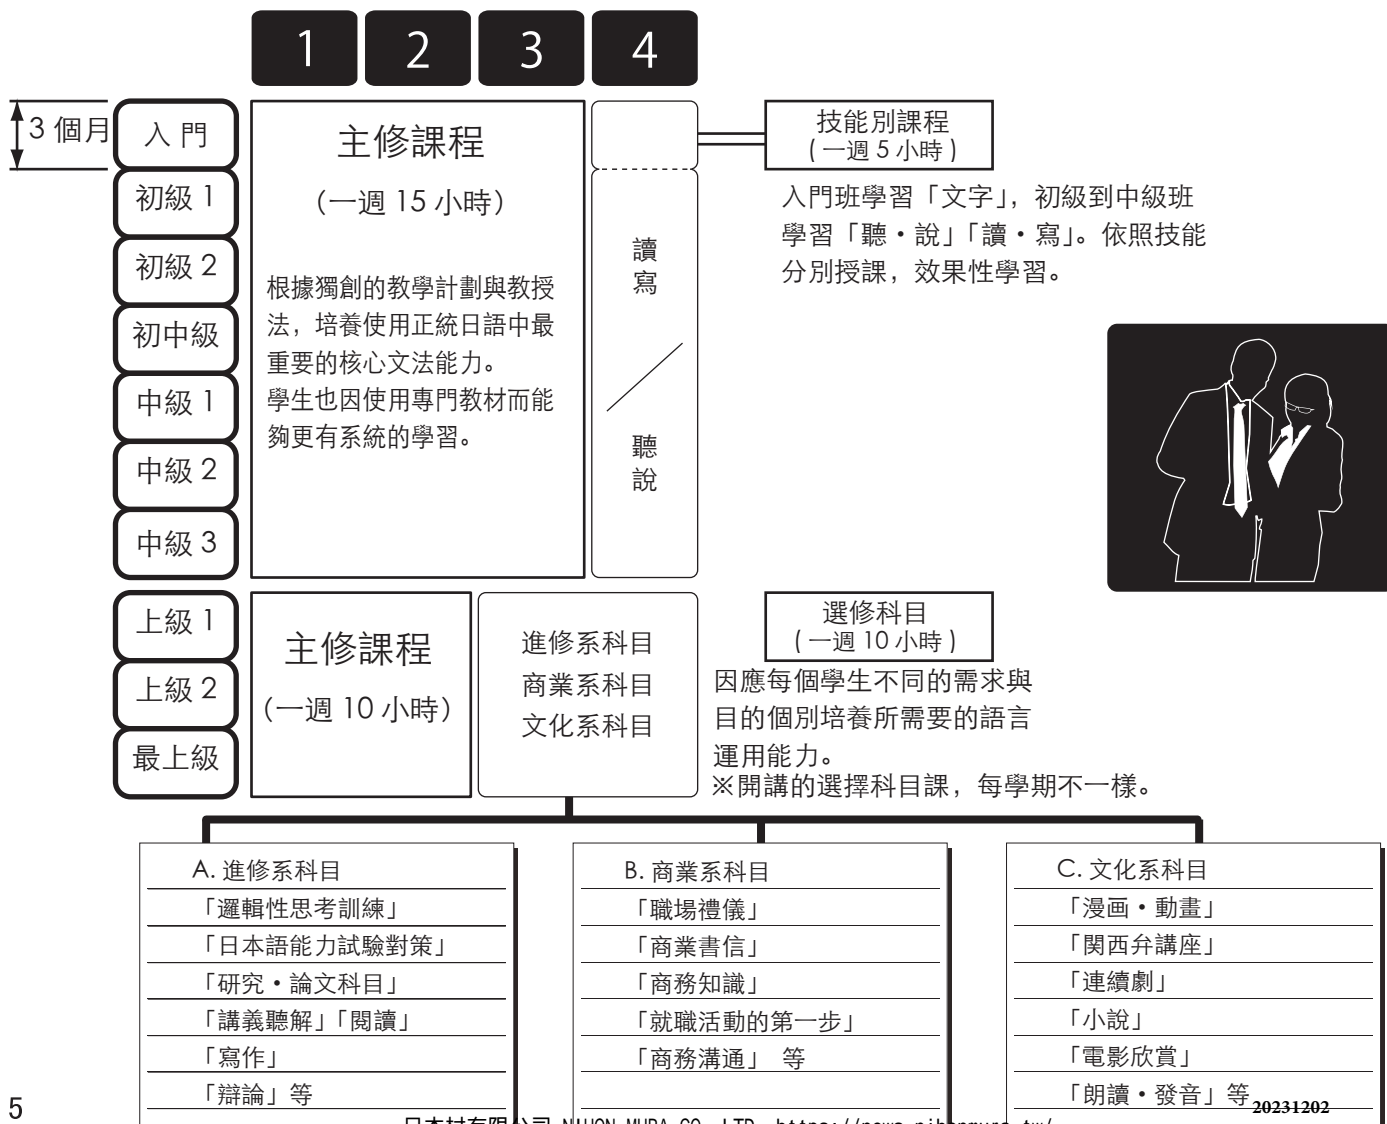 1 2 3 4
3 個月
入 門
初級 1
初級 2
初中級
中級 1
中級 2
中級 3
主修課程
（一週 15 小時）
根據獨創的教學計劃與教授
法，培養使用正統日語中最
重要的核心文法能力。
學生也因使用專門教材而能
夠更有系統的學習。
讀寫
／
聽說
技能別課程
( 一週 5 小時 )
入門班學習「文字」，初級到中級班
學習「聽・說」「讀・寫」。依照技能
分別授課，效果性學習。
上級 1
上級 2
最上級
主修課程
（一週 10 小時）
進修系科目
商業系科目
文化系科目
選修科目
( 一週 10 小時 )
因應每個學生不同的需求與
目的個別培養所需要的語言
運用能力。
※開講的選擇科目課，每學期不一樣。
A. 進修系科目
「邏輯性思考訓練」
「日本語能力試驗對策」
「研究・論文科目」
「講義聽解」「閱讀」
「寫作」
「辯論」等
B. 商業系科目
「職場禮儀」
「商業書信」
「商務知識」
「就職活動的第一步」
「商務溝通」 等
C. 文化系科目
「漫画・動畫」
「関西弁講座」
「連續劇」
「小說」
「電影欣賞」
「朗讀・發音」等
20231202
5
日本村有限公司 NIHON MURA CO.,LTD. https://news.nihonmura.tw/